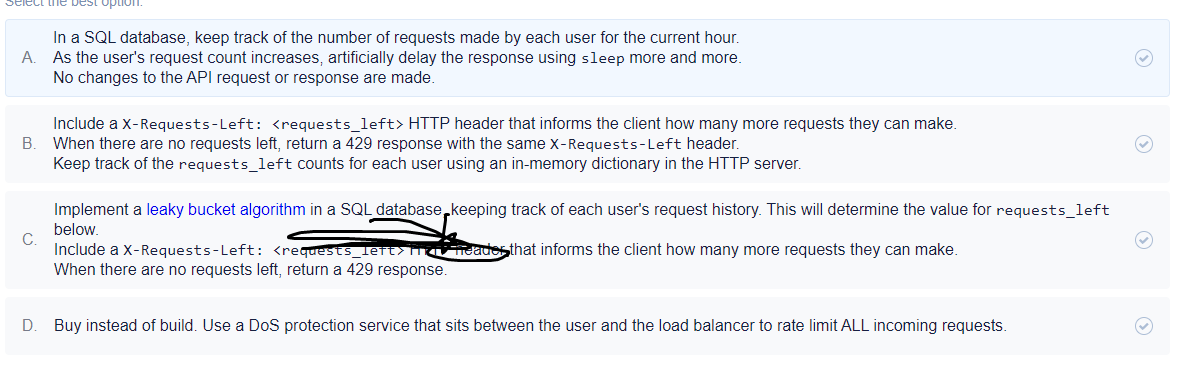 Select the best option.
A. In a SQL database, keep track of the number of requests made by each user for the current hour.
As the user's request count increases, artificially delay the response using sleep more and more.
No changes to the API request or response are made.
B. Include a X-Requests-Left: <requests_left> HTTP header that informs the client how many more requests they can make.
When there are no requests left, return a 429 response with the same X-Requests-Left header.
Keep track of the requests_left counts for each user using an in-memory dictionary in the HTTP server.
C. Implement a leaky bucket algorithm in a SQL database, keeping track of each user's request history. This will determine the value for requests_left
below.
Include a X-Requests-Left: <requests_left> header that informs the client how many more requests they can make.
When there are no requests left, return a 429 response.
D. Buy instead of build. Use a DoS protection service that sits between the user and the load balancer to rate limit ALL incoming requests.